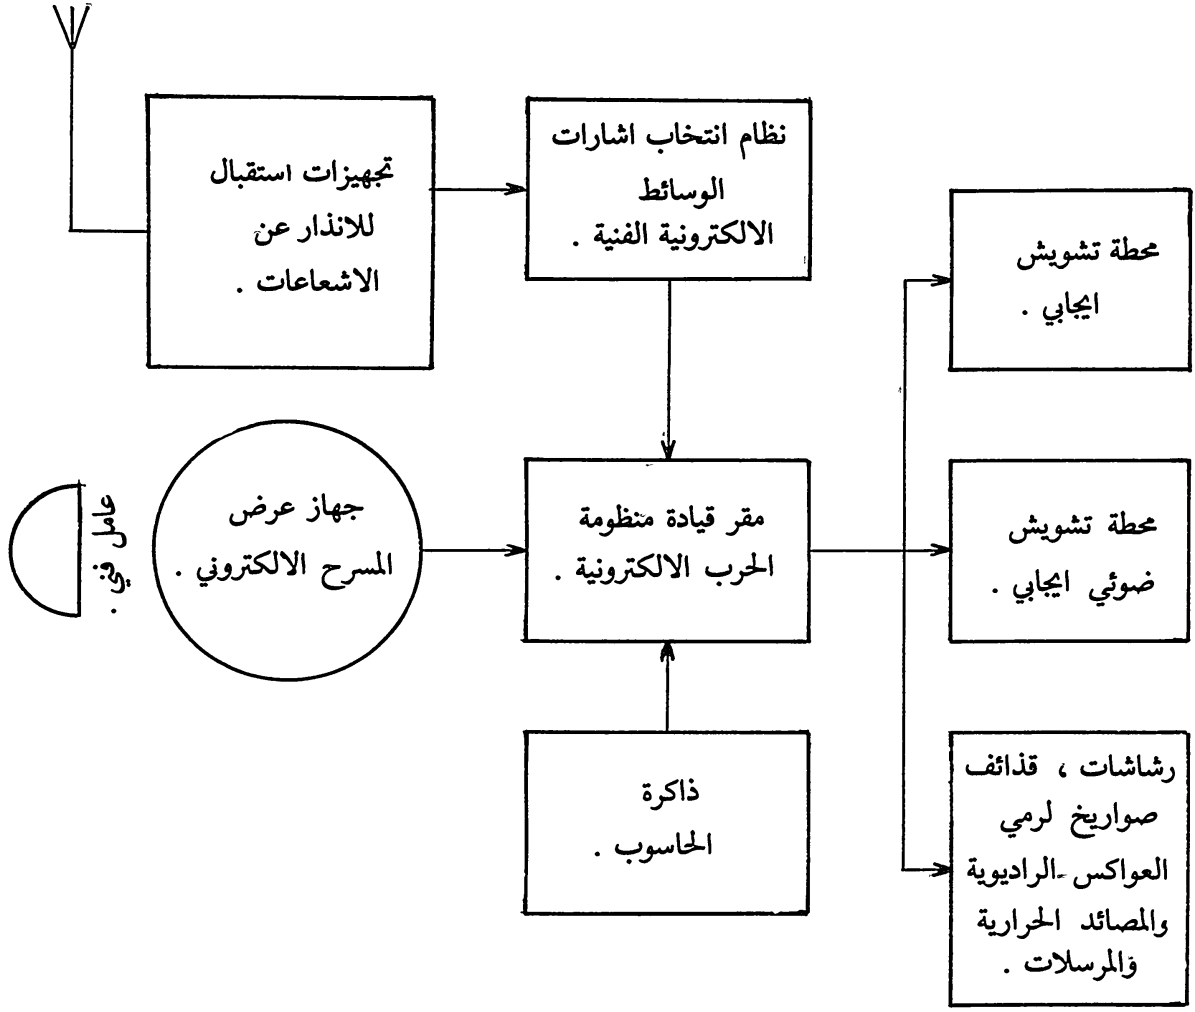 تجهيزات استقبال
للانذار عن
الاشعاعات .
نظام انتخاب اشارات
الوسائط
الالكترونية الفنية .
محطة تشويش
ايجابي .
عامل فني .
جهاز عرض
المسرح الالكتروني .
مقر قيادة منظومة
الحرب الالكترونية .
محطة تشويش
ضوئي ايجابي .
ذاكرة
الحاسوب .
رشاشات ، قذائف
صواريخ لرمي
العواكس الراديوية
والمصائد الحرارية
والمرسلات .